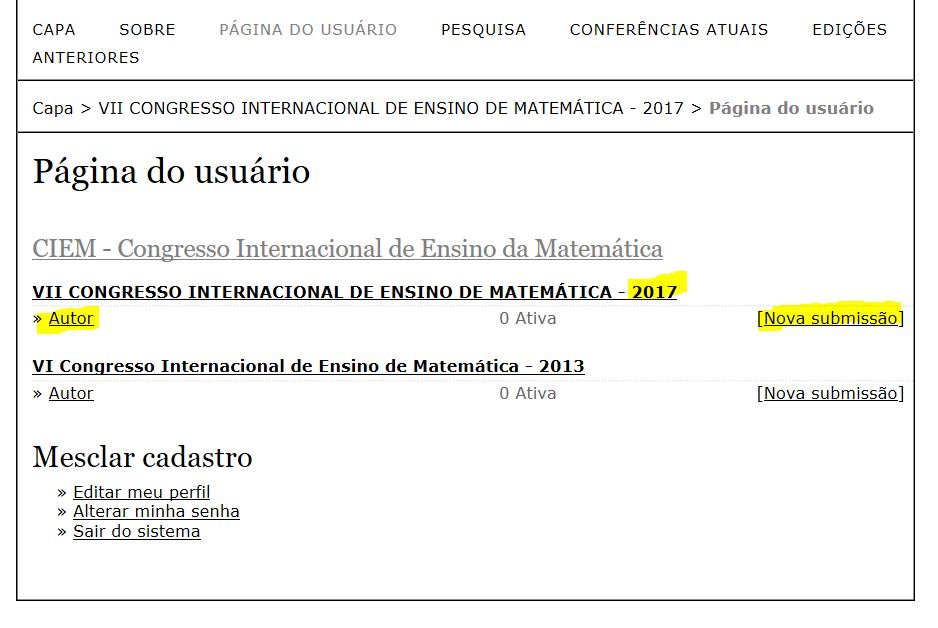 CAPA SOBRE PÁGINA DO USUÁRIO PESQUISA CONFERÊNCIAS ATUAIS EDIÇÕES
ANTERIORES
Capa > VII CONGRESSO INTERNACIONAL DE ENSINO DE MATEMÁTICA - 2017 > Página do usuário
Página do usuário
CIEM - Congresso Internacional de Ensino da Matemática
VII CONGRESSO INTERNACIONAL DE ENSINO DE MATEMÁTICA - 2017
» Autor 0 Ativa [Nova submissão]
VI Congresso Internacional de Ensino de Matemática - 2013
» Autor 0 Ativa [Nova submissão]
Mesclar cadastro
» Editar meu perfil
» Alterar minha senha
» Sair do sistema